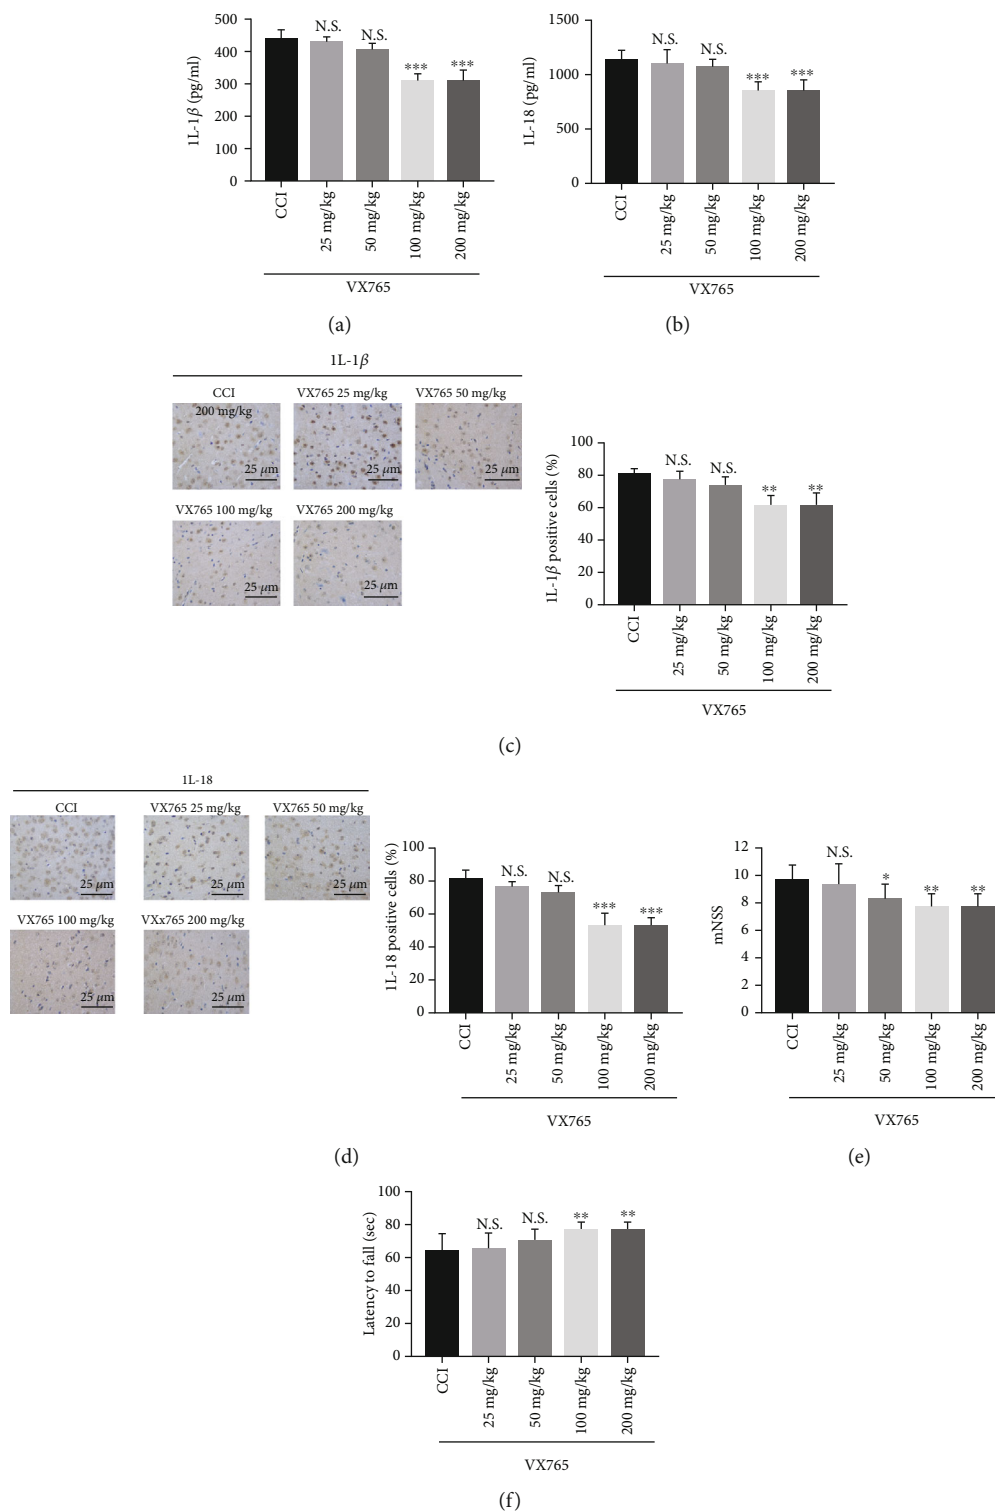 500
400
300
200
100
0
1L-1β (pg/ml)
N.S.
N.S.
***
***
CCI
25 mg/kg
50 mg/kg
100 mg/kg
200 mg/kg
VX765
(a)
1500
1000
500
0
1L-18 (pg/ml)
N.S.
N.S.
***
***
CCI
25 mg/kg
50 mg/kg
100 mg/kg
200 mg/kg
VX765
(b)
1L-1β
CCI
VX765 25 mg/kg
VX765 50 mg/kg
200 mg/kg
25 μm
25 μm
25 μm
VX765 100 mg/kg
VX765 200 mg/kg
25 μm
25 μm
100
80
60
40
20
0
1L-1β positive cells (%)
N.S.
N.S.
**
**
CCI
25 mg/kg
50 mg/kg
100 mg/kg
200 mg/kg
VX765
(c)
1L-18
CCI
VX765 25 mg/kg
VX765 50 mg/kg
25 μm
25 μm
25 μm
VX765 100 mg/kg
VXx765 200 mg/kg
25 μm
25 μm
100
80
60
40
20
0
1L-18 positive cells (%)
N.S.
N.S.
***
***
CCI
25 mg/kg
50 mg/kg
100 mg/kg
200 mg/kg
VX765
(d)
12
10
8
6
4
2
0
mNSS
N.S.
*
**
**
CCI
25 mg/kg
50 mg/kg
100 mg/kg
200 mg/kg
VX765
(e)
100
80
60
40
20
0
Latency to fall (sec)
N.S.
N.S.
**
**
CCI
25 mg/kg
50 mg/kg
100 mg/kg
200 mg/kg
VX765
(f)